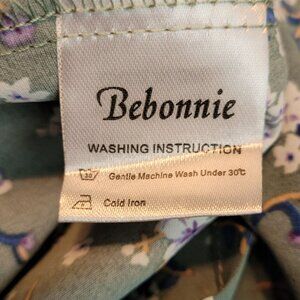 Bebonnie
WASHING INSTRUCTION
30 Gentle Machine Wash Under 30℃
Cold Iron